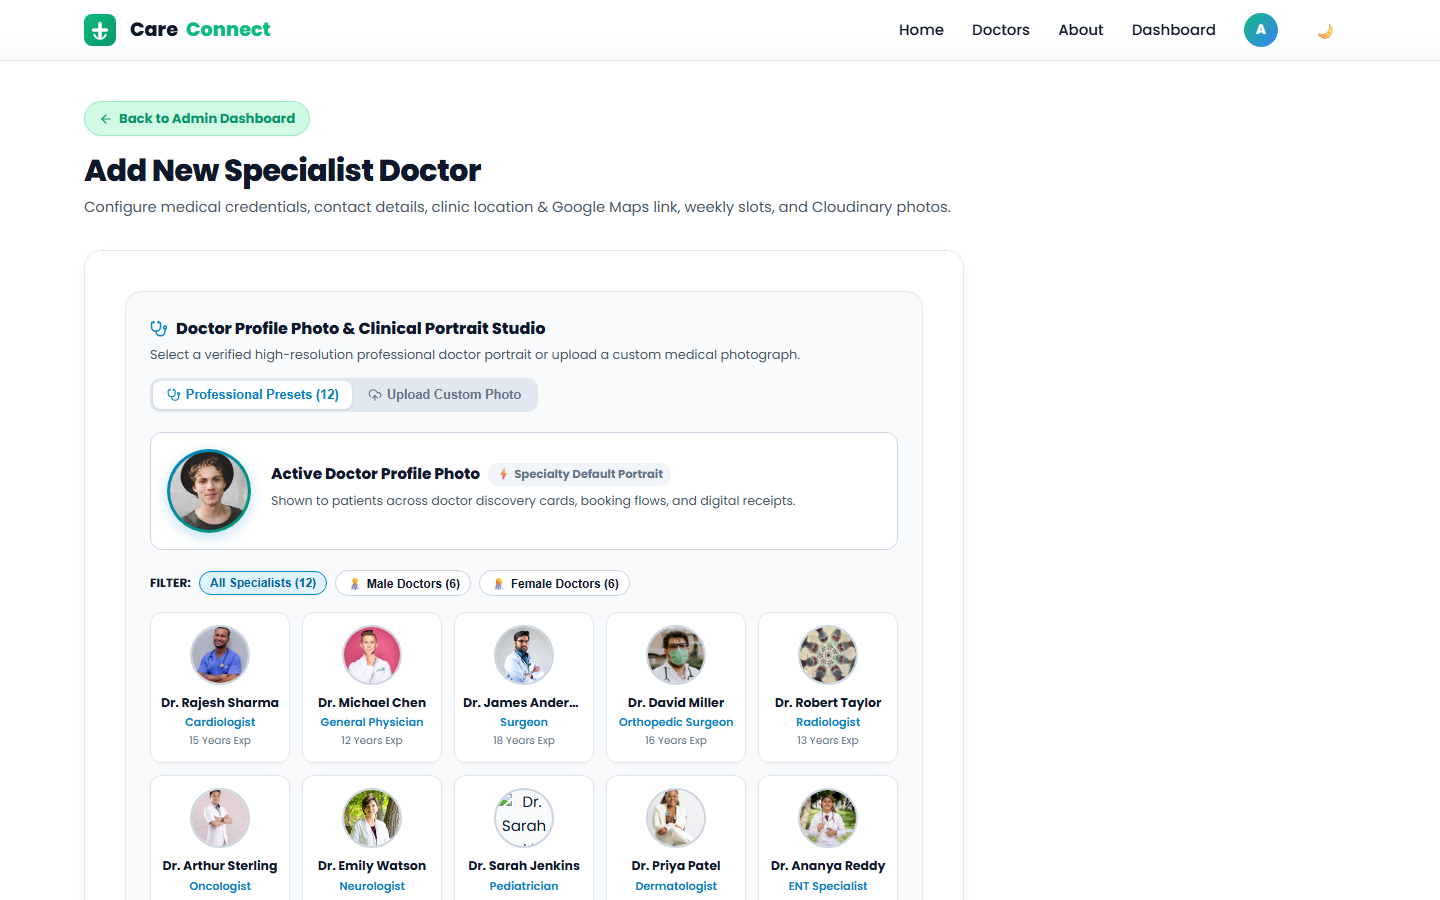 Care Connect
Home Doctors About Dashboard A
Back to Admin Dashboard
Add New Specialist Doctor
Configure medical credentials, contact details, clinic location & Google Maps link, weekly slots, and Cloudinary photos.
Doctor Profile Photo & Clinical Portrait Studio
Select a verified high-resolution professional doctor portrait or upload a custom medical photograph.
Professional Presets (12) Upload Custom Photo
Active Doctor Profile Photo Specialty Default Portrait
Shown to patients across doctor discovery cards, booking flows, and digital receipts.
FILTER: All Specialists (12) Male Doctors (6) Female Doctors (6)
Dr. Rajesh Sharma
Cardiologist
15 Years Exp
Dr. Michael Chen
General Physician
12 Years Exp
Dr. James Ander...
Surgeon
18 Years Exp
Dr. David Miller
Orthopedic Surgeon
16 Years Exp
Dr. Robert Taylor
Radiologist
13 Years Exp
Dr. Arthur Sterling
Oncologist
Dr. Emily Watson
Neurologist
Dr.
Sarah
Dr. Sarah Jenkins
Pediatrician
Dr. Priya Patel
Dermatologist
Dr. Ananya Reddy
ENT Specialist